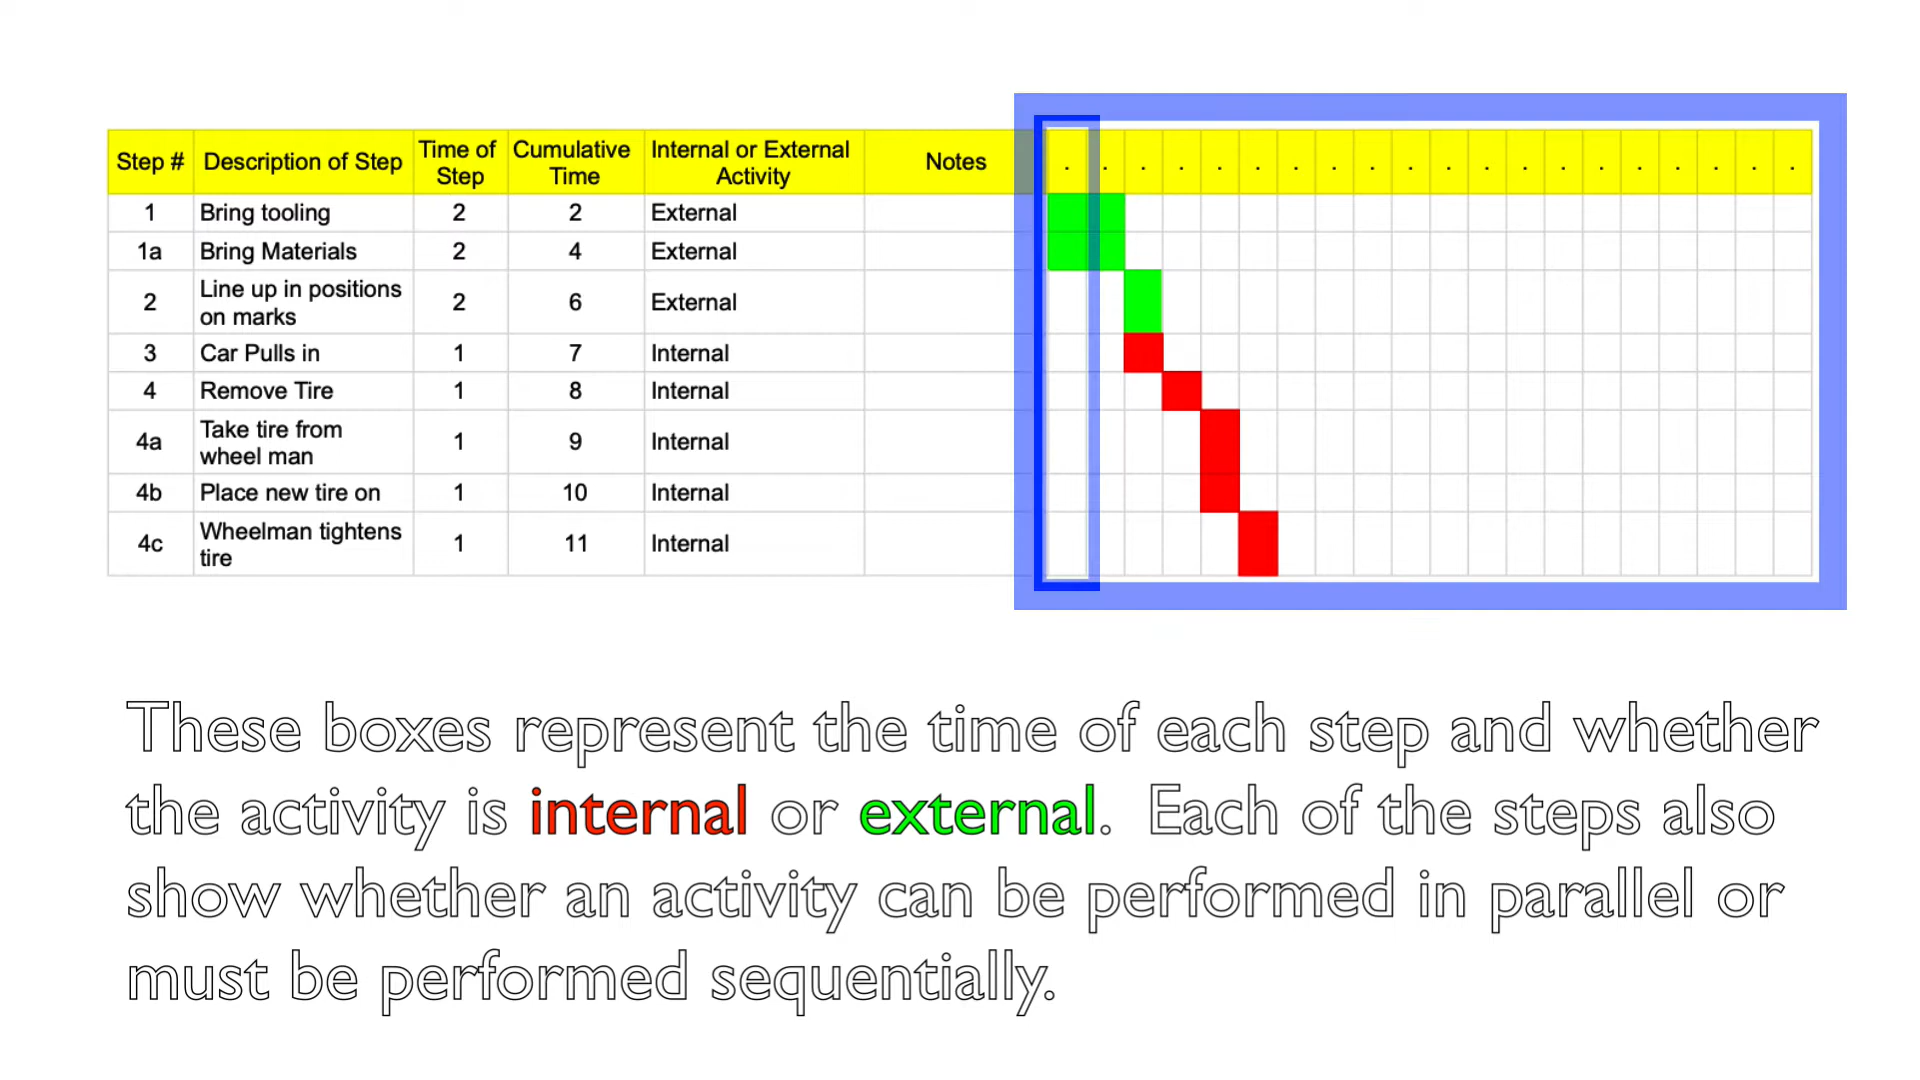 Step # Description of Step Time of Step Cumulative Time Internal or External Activity Notes . . . . . . . . . . . . . . . . . . . .
1 Bring tooling 2 2 External
1a Bring Materials 2 4 External
2 Line up in positions on marks 2 6 External
3 Car Pulls in 1 7 Internal
4 Remove Tire 1 8 Internal
4a Take tire from wheel man 1 9 Internal
4b Place new tire on 1 10 Internal
4c Wheelman tightens tire 1 11 Internal
These boxes represent the time of each step and whether
the activity is internal or external. Each of the steps also
show whether an activity can be performed in parallel or
must be performed sequentially.